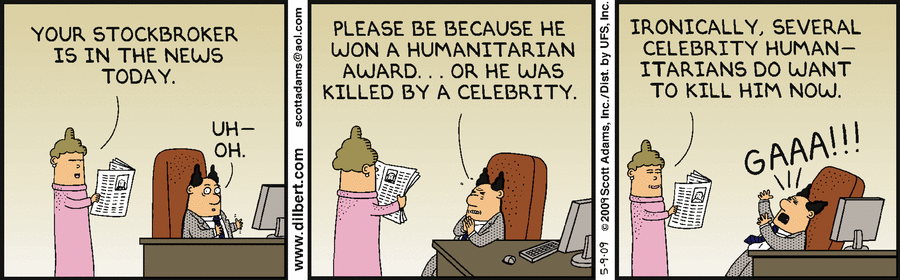 YOUR STOCKBROKER
IS IN THE NEWS
TODAY.
UH—
OH.
www.dilbert.com
scottadams@aol.com
PLEASE BE BECAUSE HE
WON A HUMANITARIAN
AWARD... OR HE WAS
KILLED BY A CELEBRITY.
5-9-09 © 2009 Scott Adams, Inc./Dist. by UFS, Inc.
IRONICALLY, SEVERAL
CELEBRITY HUMAN—
ITARIANS DO WANT
TO KILL HIM NOW.
GAAA!!!